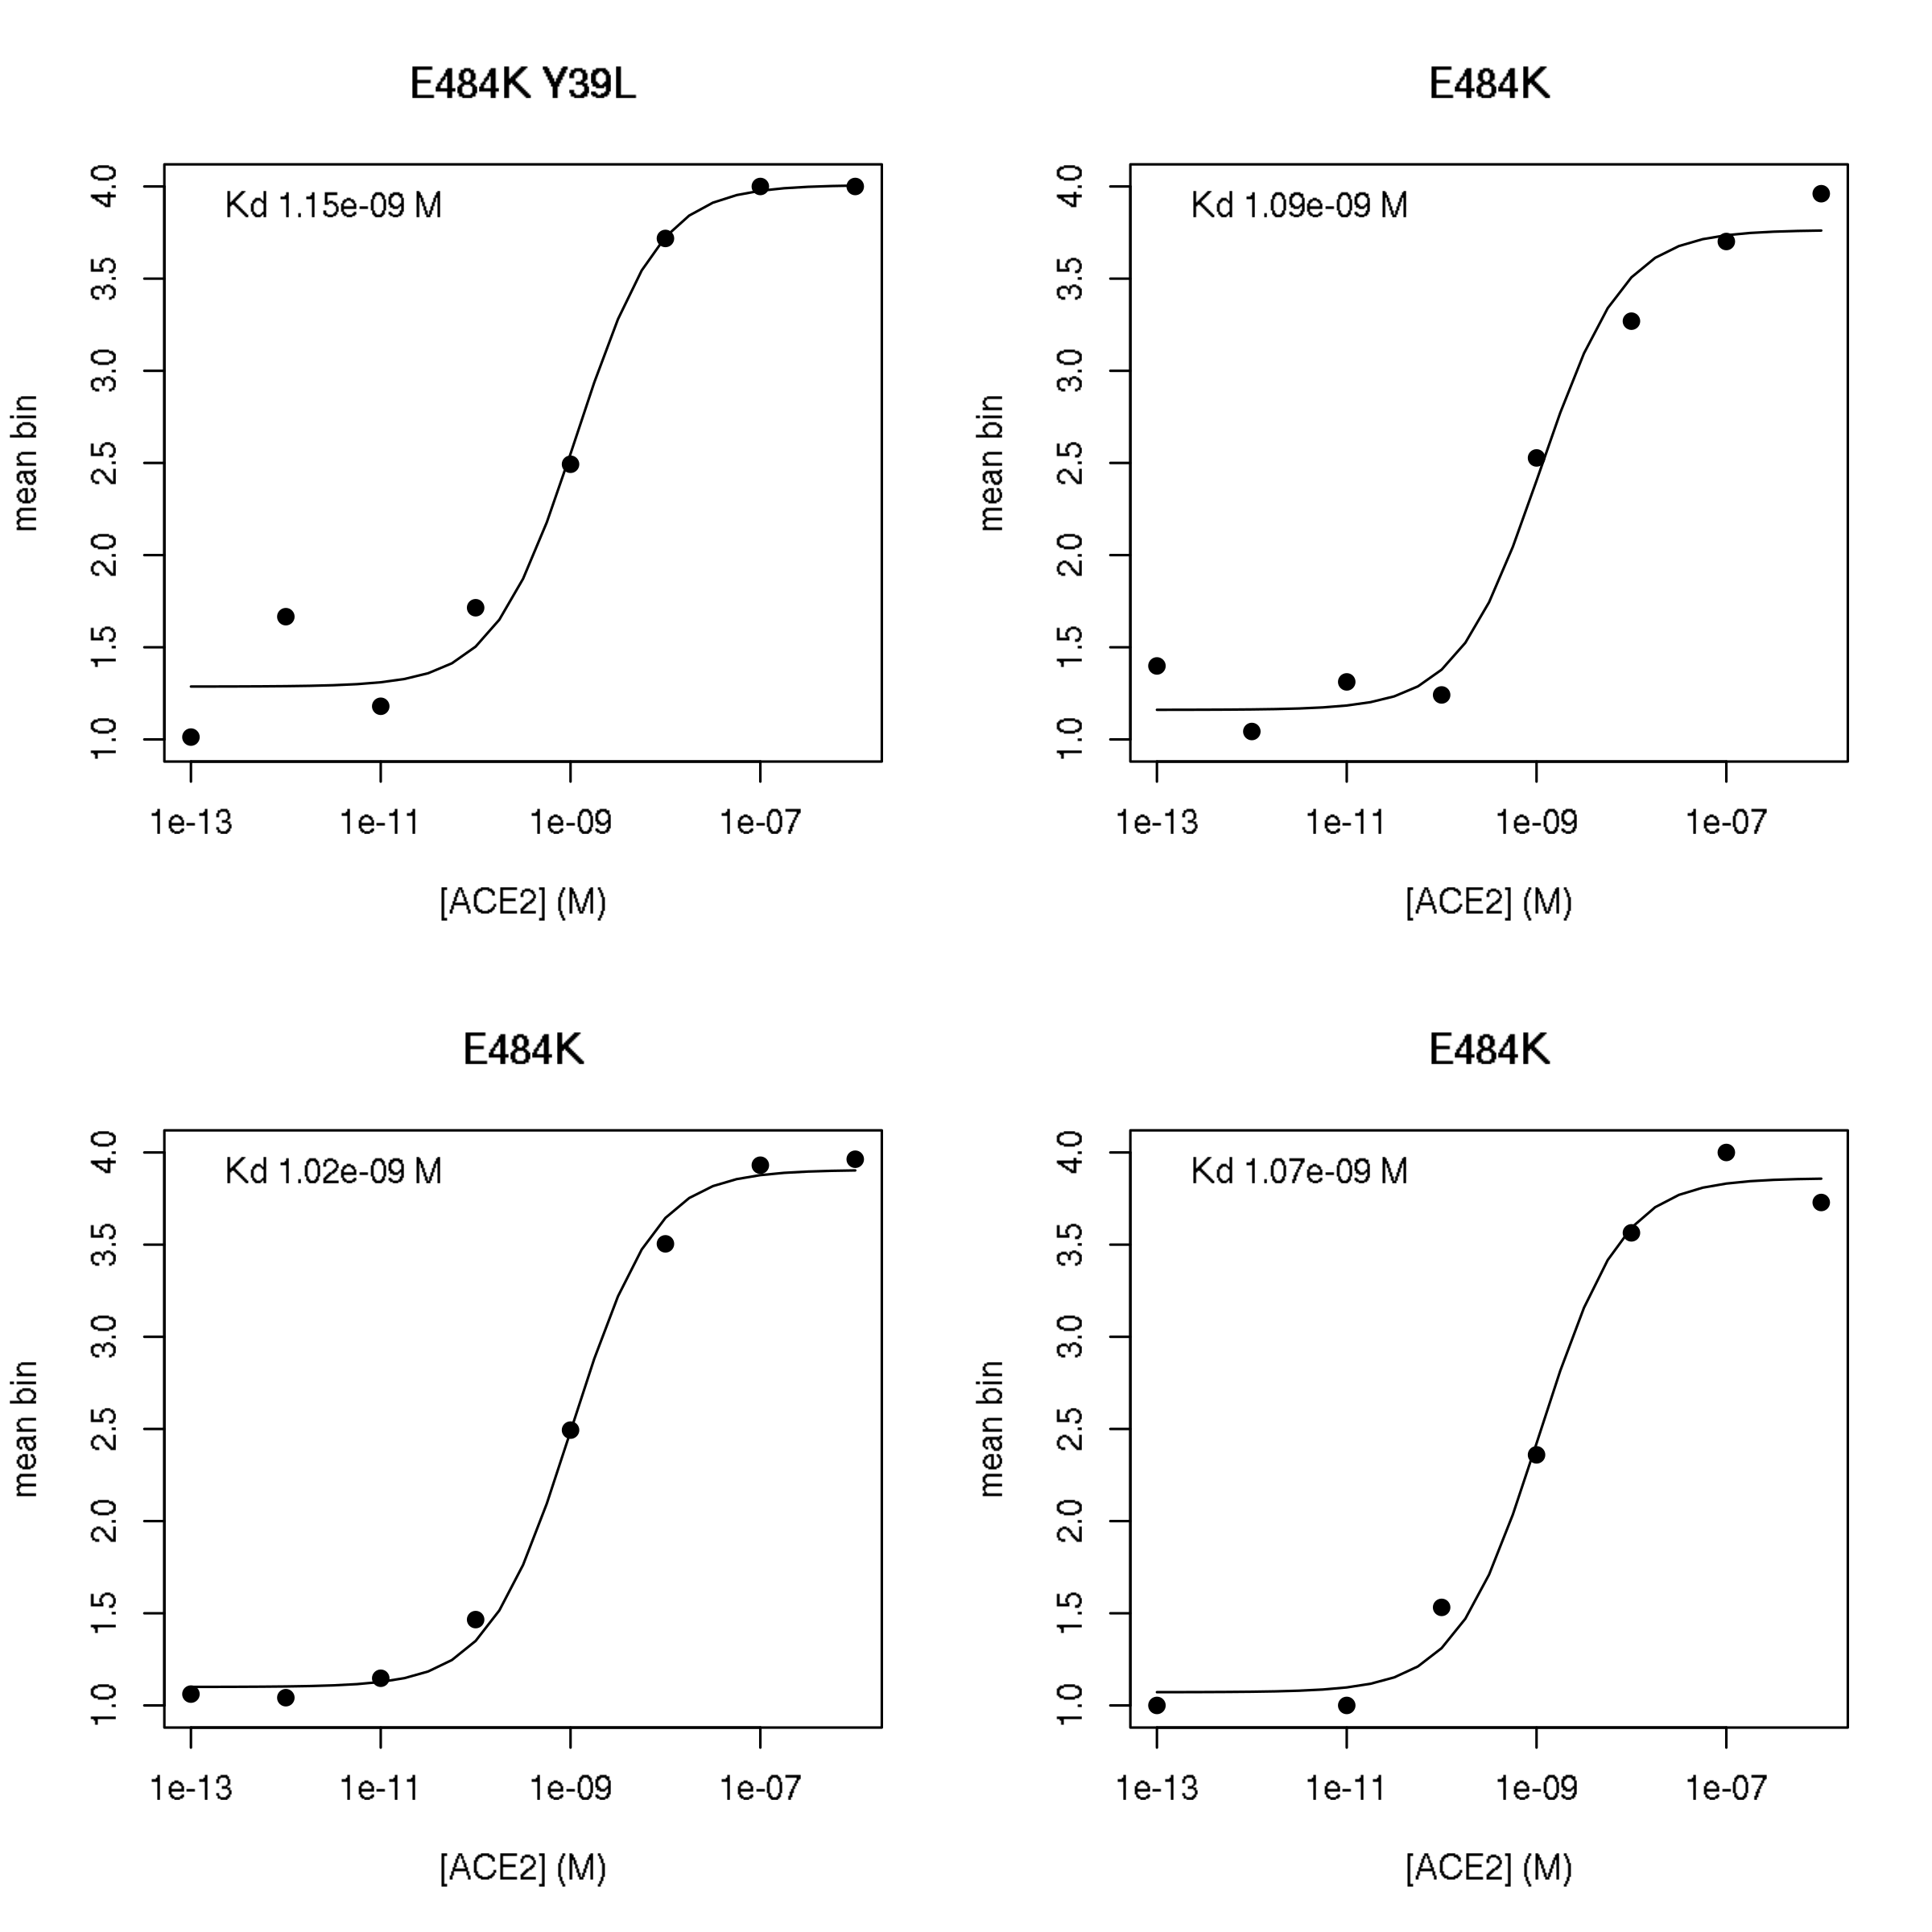 E484K Y39L
Kd 1.15e-09 M
mean bin
4.0
3.5
3.0
2.5
2.0
1.5
1.0
1e-13 1e-11 1e-09 1e-07
[ACE2] (M)
E484K
Kd 1.09e-09 M
mean bin
4.0
3.5
3.0
2.5
2.0
1.5
1.0
1e-13 1e-11 1e-09 1e-07
[ACE2] (M)
E484K
Kd 1.02e-09 M
mean bin
4.0
3.5
3.0
2.5
2.0
1.5
1.0
1e-13 1e-11 1e-09 1e-07
[ACE2] (M)
E484K
Kd 1.07e-09 M
mean bin
4.0
3.5
3.0
2.5
2.0
1.5
1.0
1e-13 1e-11 1e-09 1e-07
[ACE2] (M)